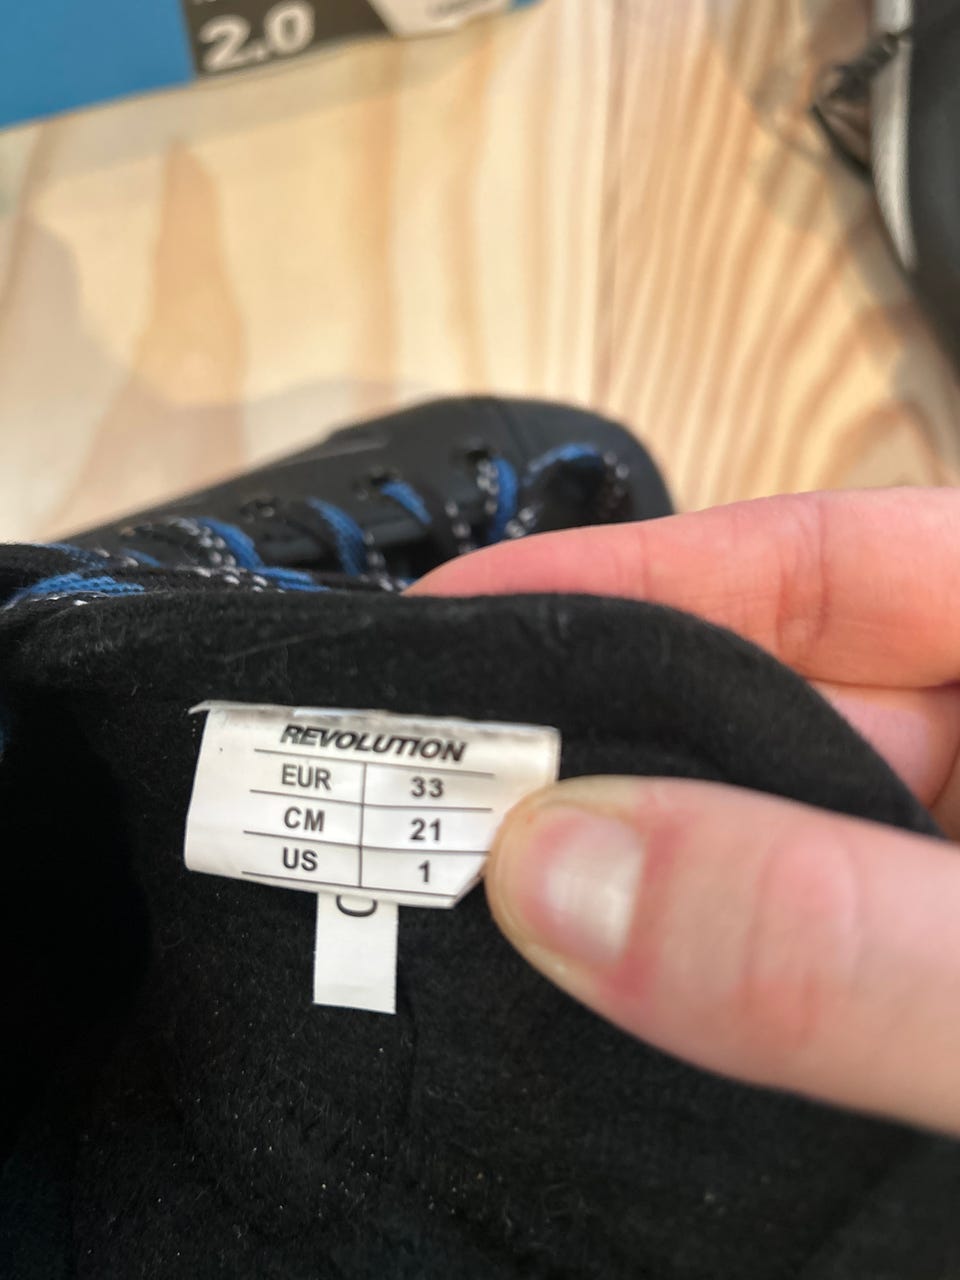 2.0
REVOLUTION
EUR 33
CM 21
US 1